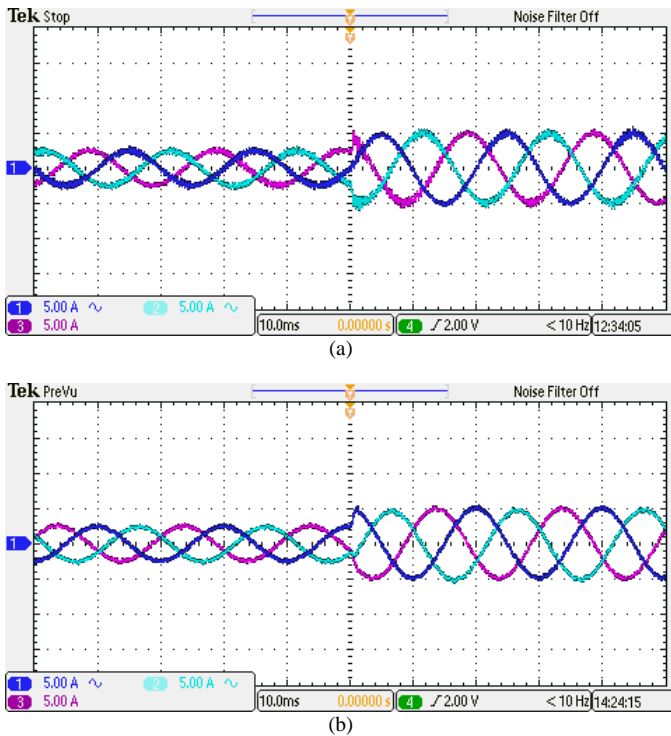 Tek Stop Noise Filter Off
T
T
1
1 5.00 A ∿ 2 5.00 A ∿
3 5.00 A 10.0ms 0.00000 s 4 ∫ 2.00 V < 10 Hz 12:34:05
(a)
Tek PreVu Noise Filter Off
T
T
1
1 5.00 A ∿ 2 5.00 A ∿
3 5.00 A 10.0ms 0.00000 s 4 ∫ 2.00 V < 10 Hz 14:24:15
(b)